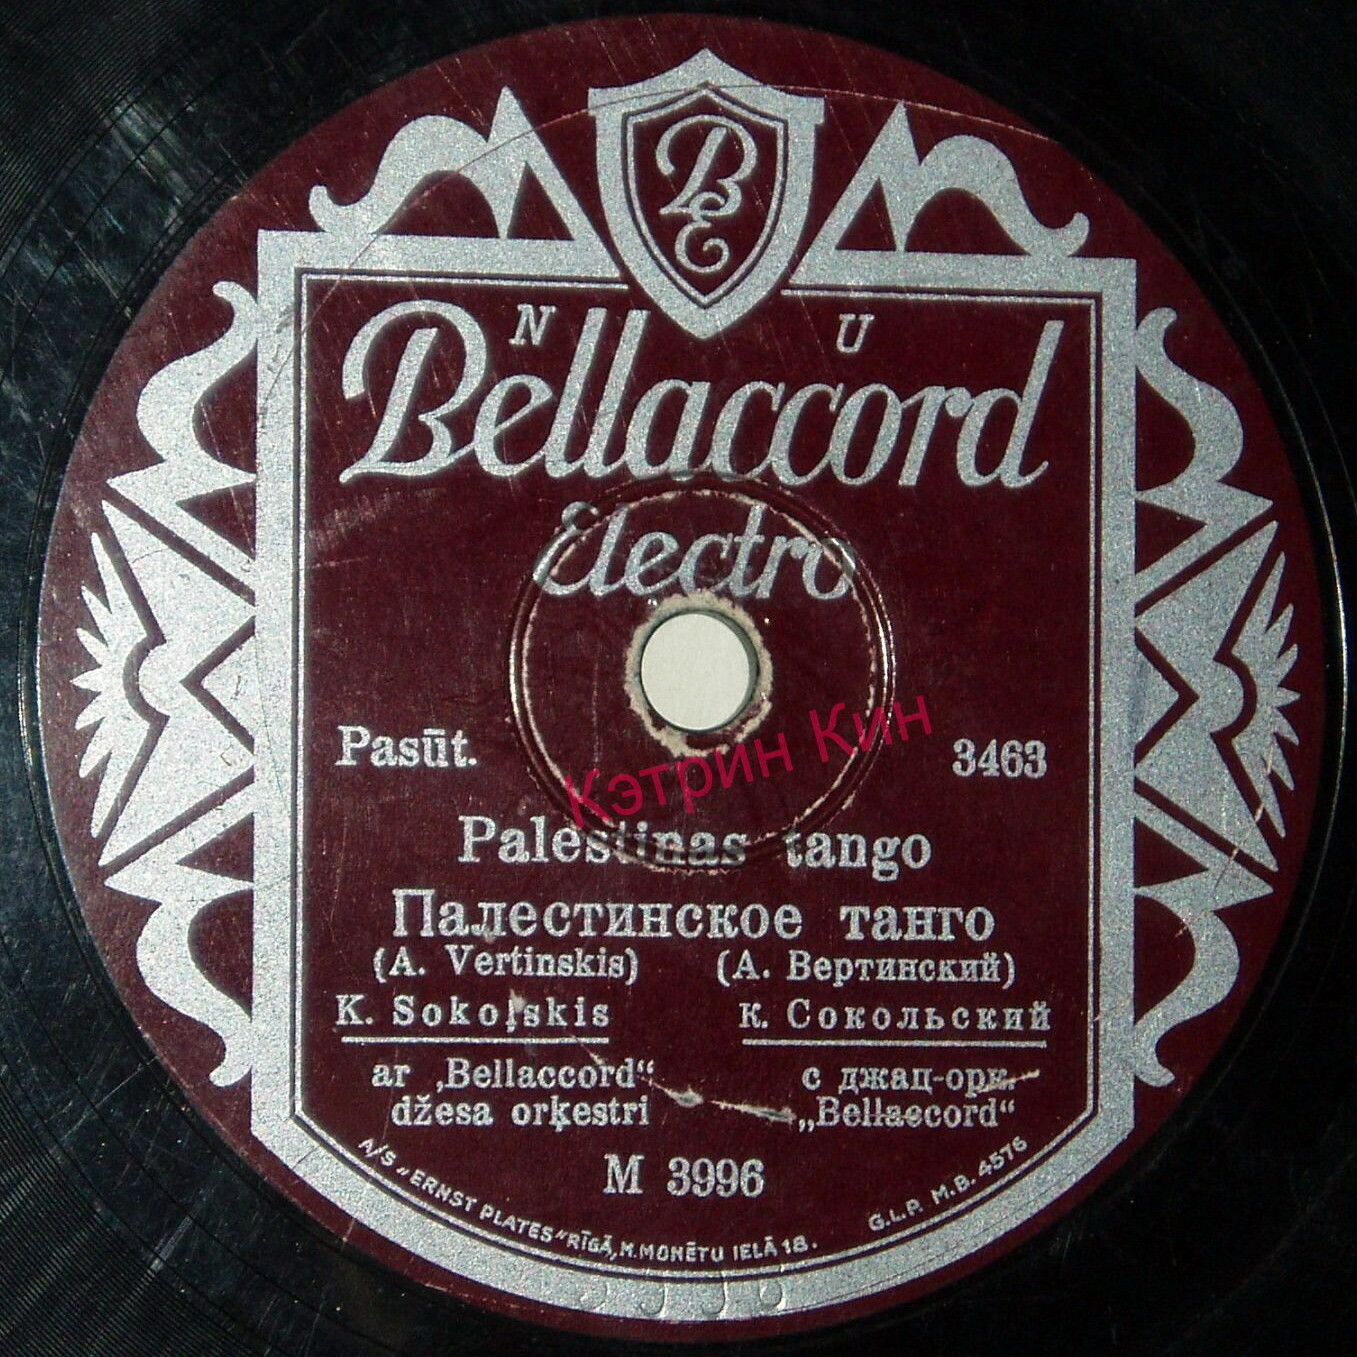 BE
N U
Bellaccord
Electro
Pasūt. 3463
Кэтрин Кин
Palestinas tango
Палестинское танго
(A. Vertinskis) (А. Вертинский)
K. Sokoļskis К. Сокольский
ar „Bellaccord“ с джац-орк.
džesa orķestri „Bellaccord“
M 3996
A/S „ERNST PLATES“ RĪGĀ, M. MONĒTU IELĀ 18. G.L.P. M.B. 4576